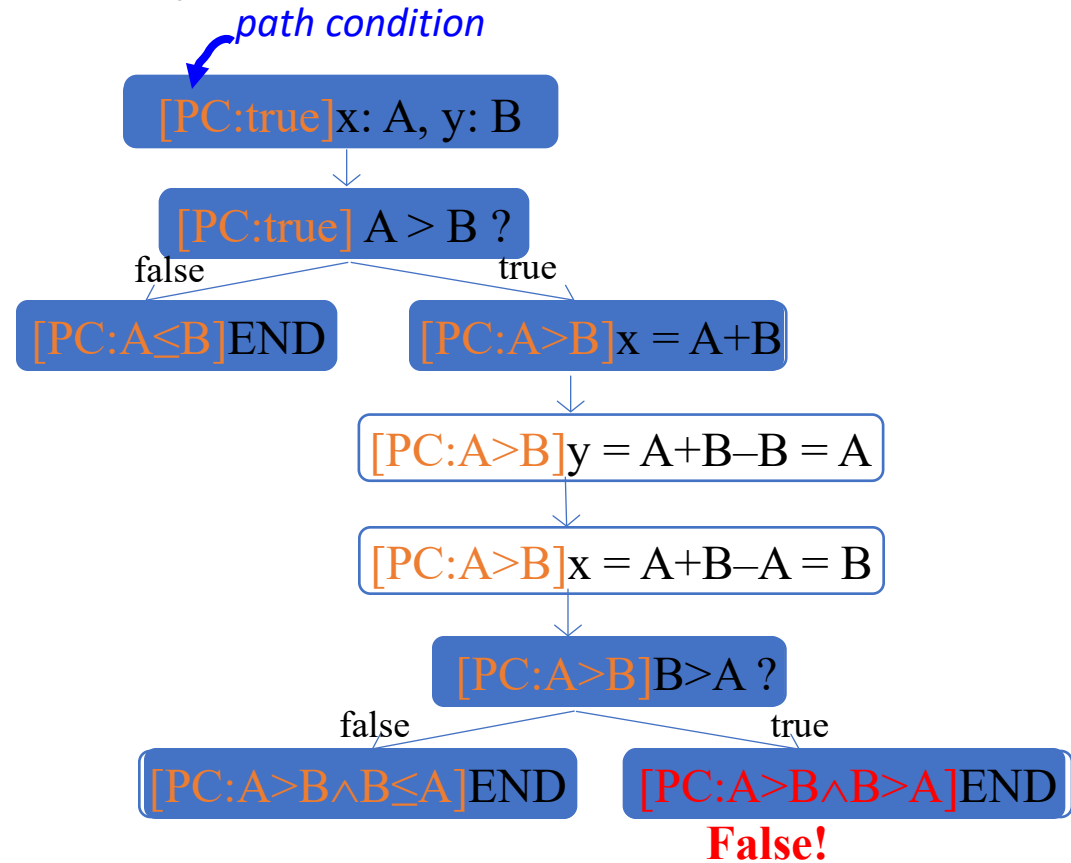 path condition
[PC:true]x: A, y: B
[PC:true] A > B ?
false
true
[PC:A≤B]END
[PC:A>B]x = A+B
[PC:A>B]y = A+B–B = A
[PC:A>B]x = A+B–A = B
[PC:A>B]B>A ?
false
true
[PC:A>B∧B≤A]END
[PC:A>B∧B>A]END
False!